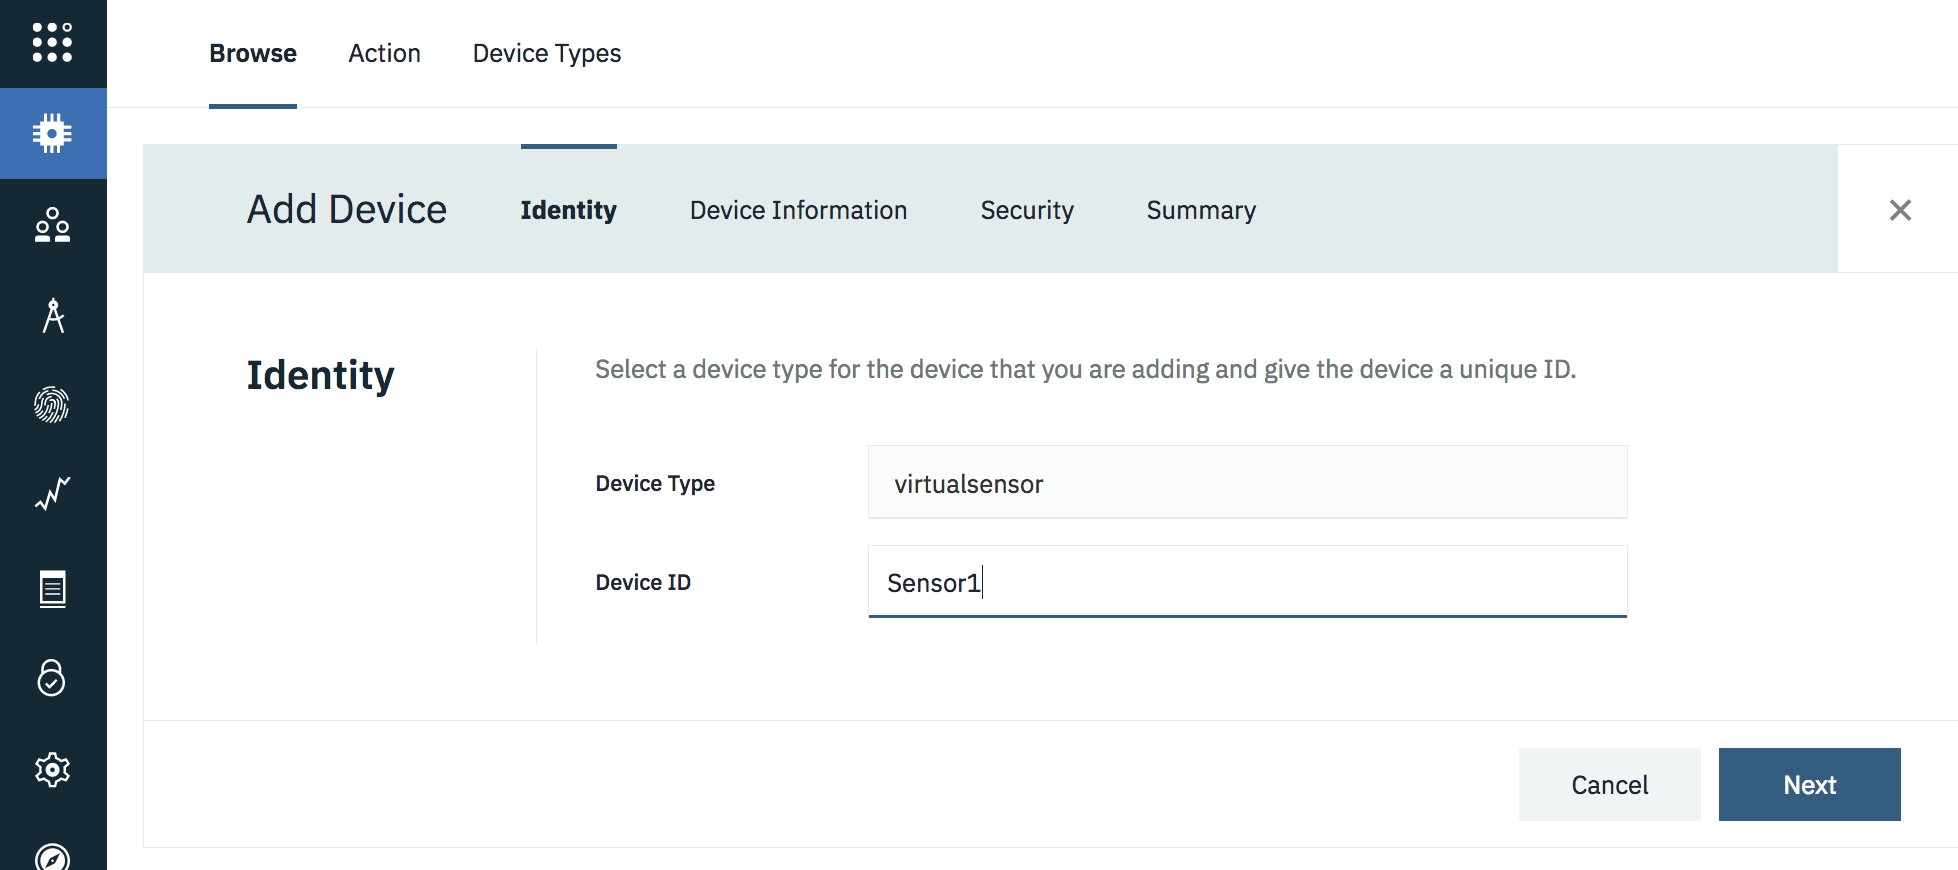 Browse Action Device Types
Add Device Identity Device Information Security Summary
Identity
Select a device type for the device that you are adding and give the device a unique ID.
Device Type virtualsensor
Device ID Sensor1
Cancel Next